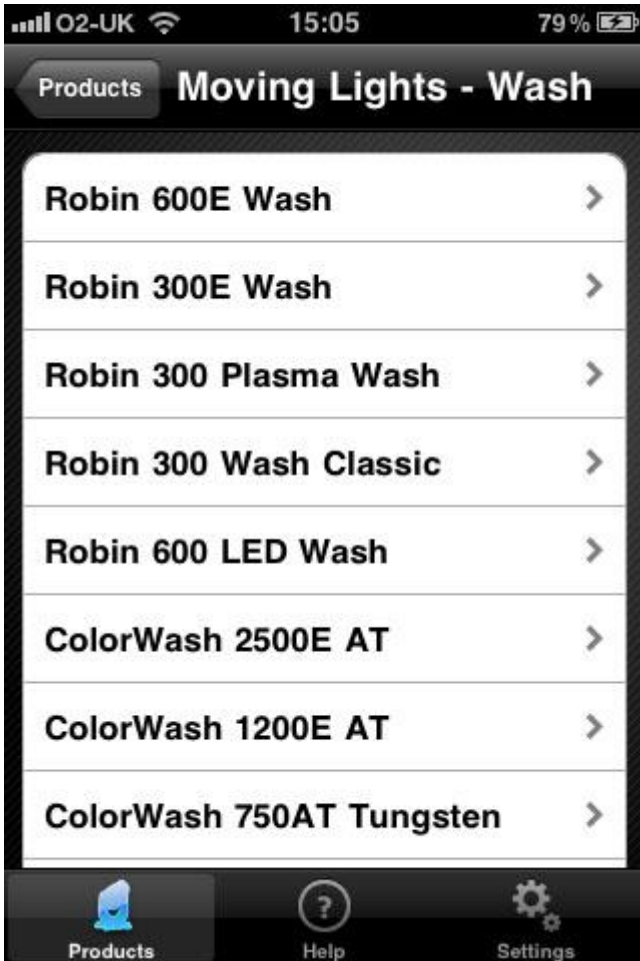 O2-UK 15:05 79%
Products Moving Lights - Wash
Robin 600E Wash
Robin 300E Wash
Robin 300 Plasma Wash
Robin 300 Wash Classic
Robin 600 LED Wash
ColorWash 2500E AT
ColorWash 1200E AT
ColorWash 750AT Tungsten
?
Products Help Settings